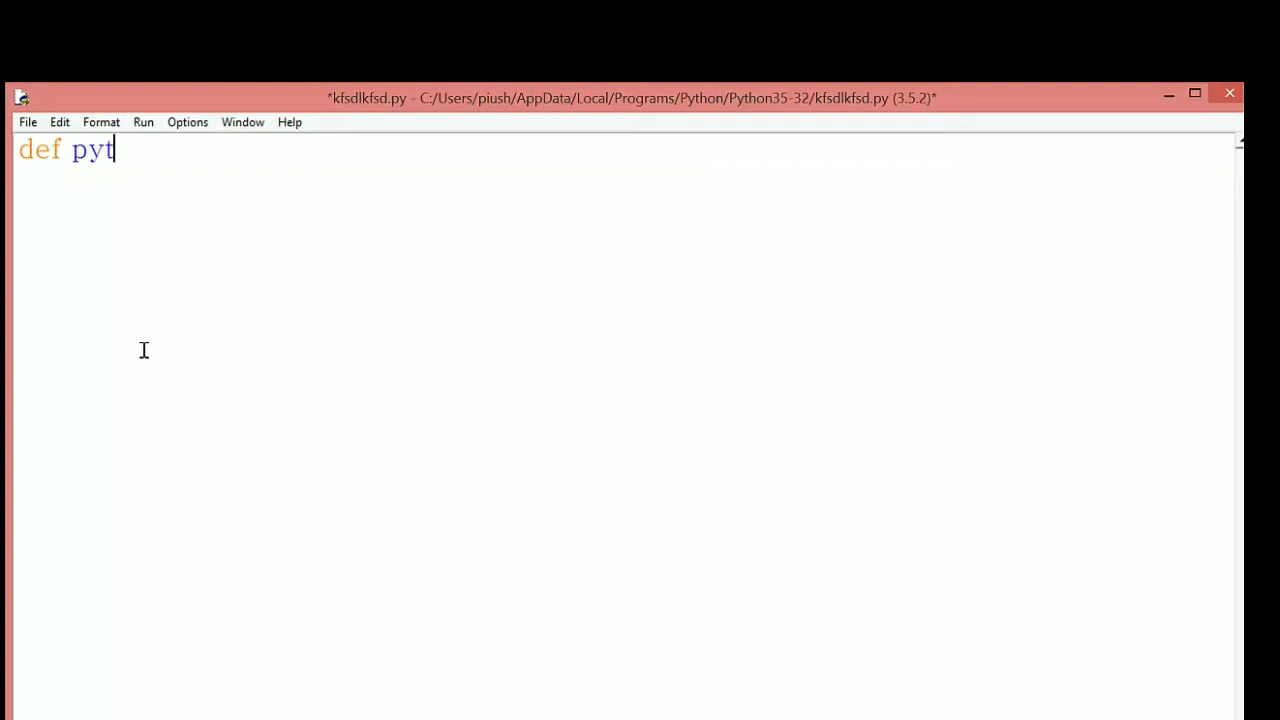 *kfsdlkfsd.py - C:/Users/piush/AppData/Local/Programs/Python/Python35-32/kfsdlkfsd.py (3.5.2)*
File Edit Format Run Options Window Help
def pyt